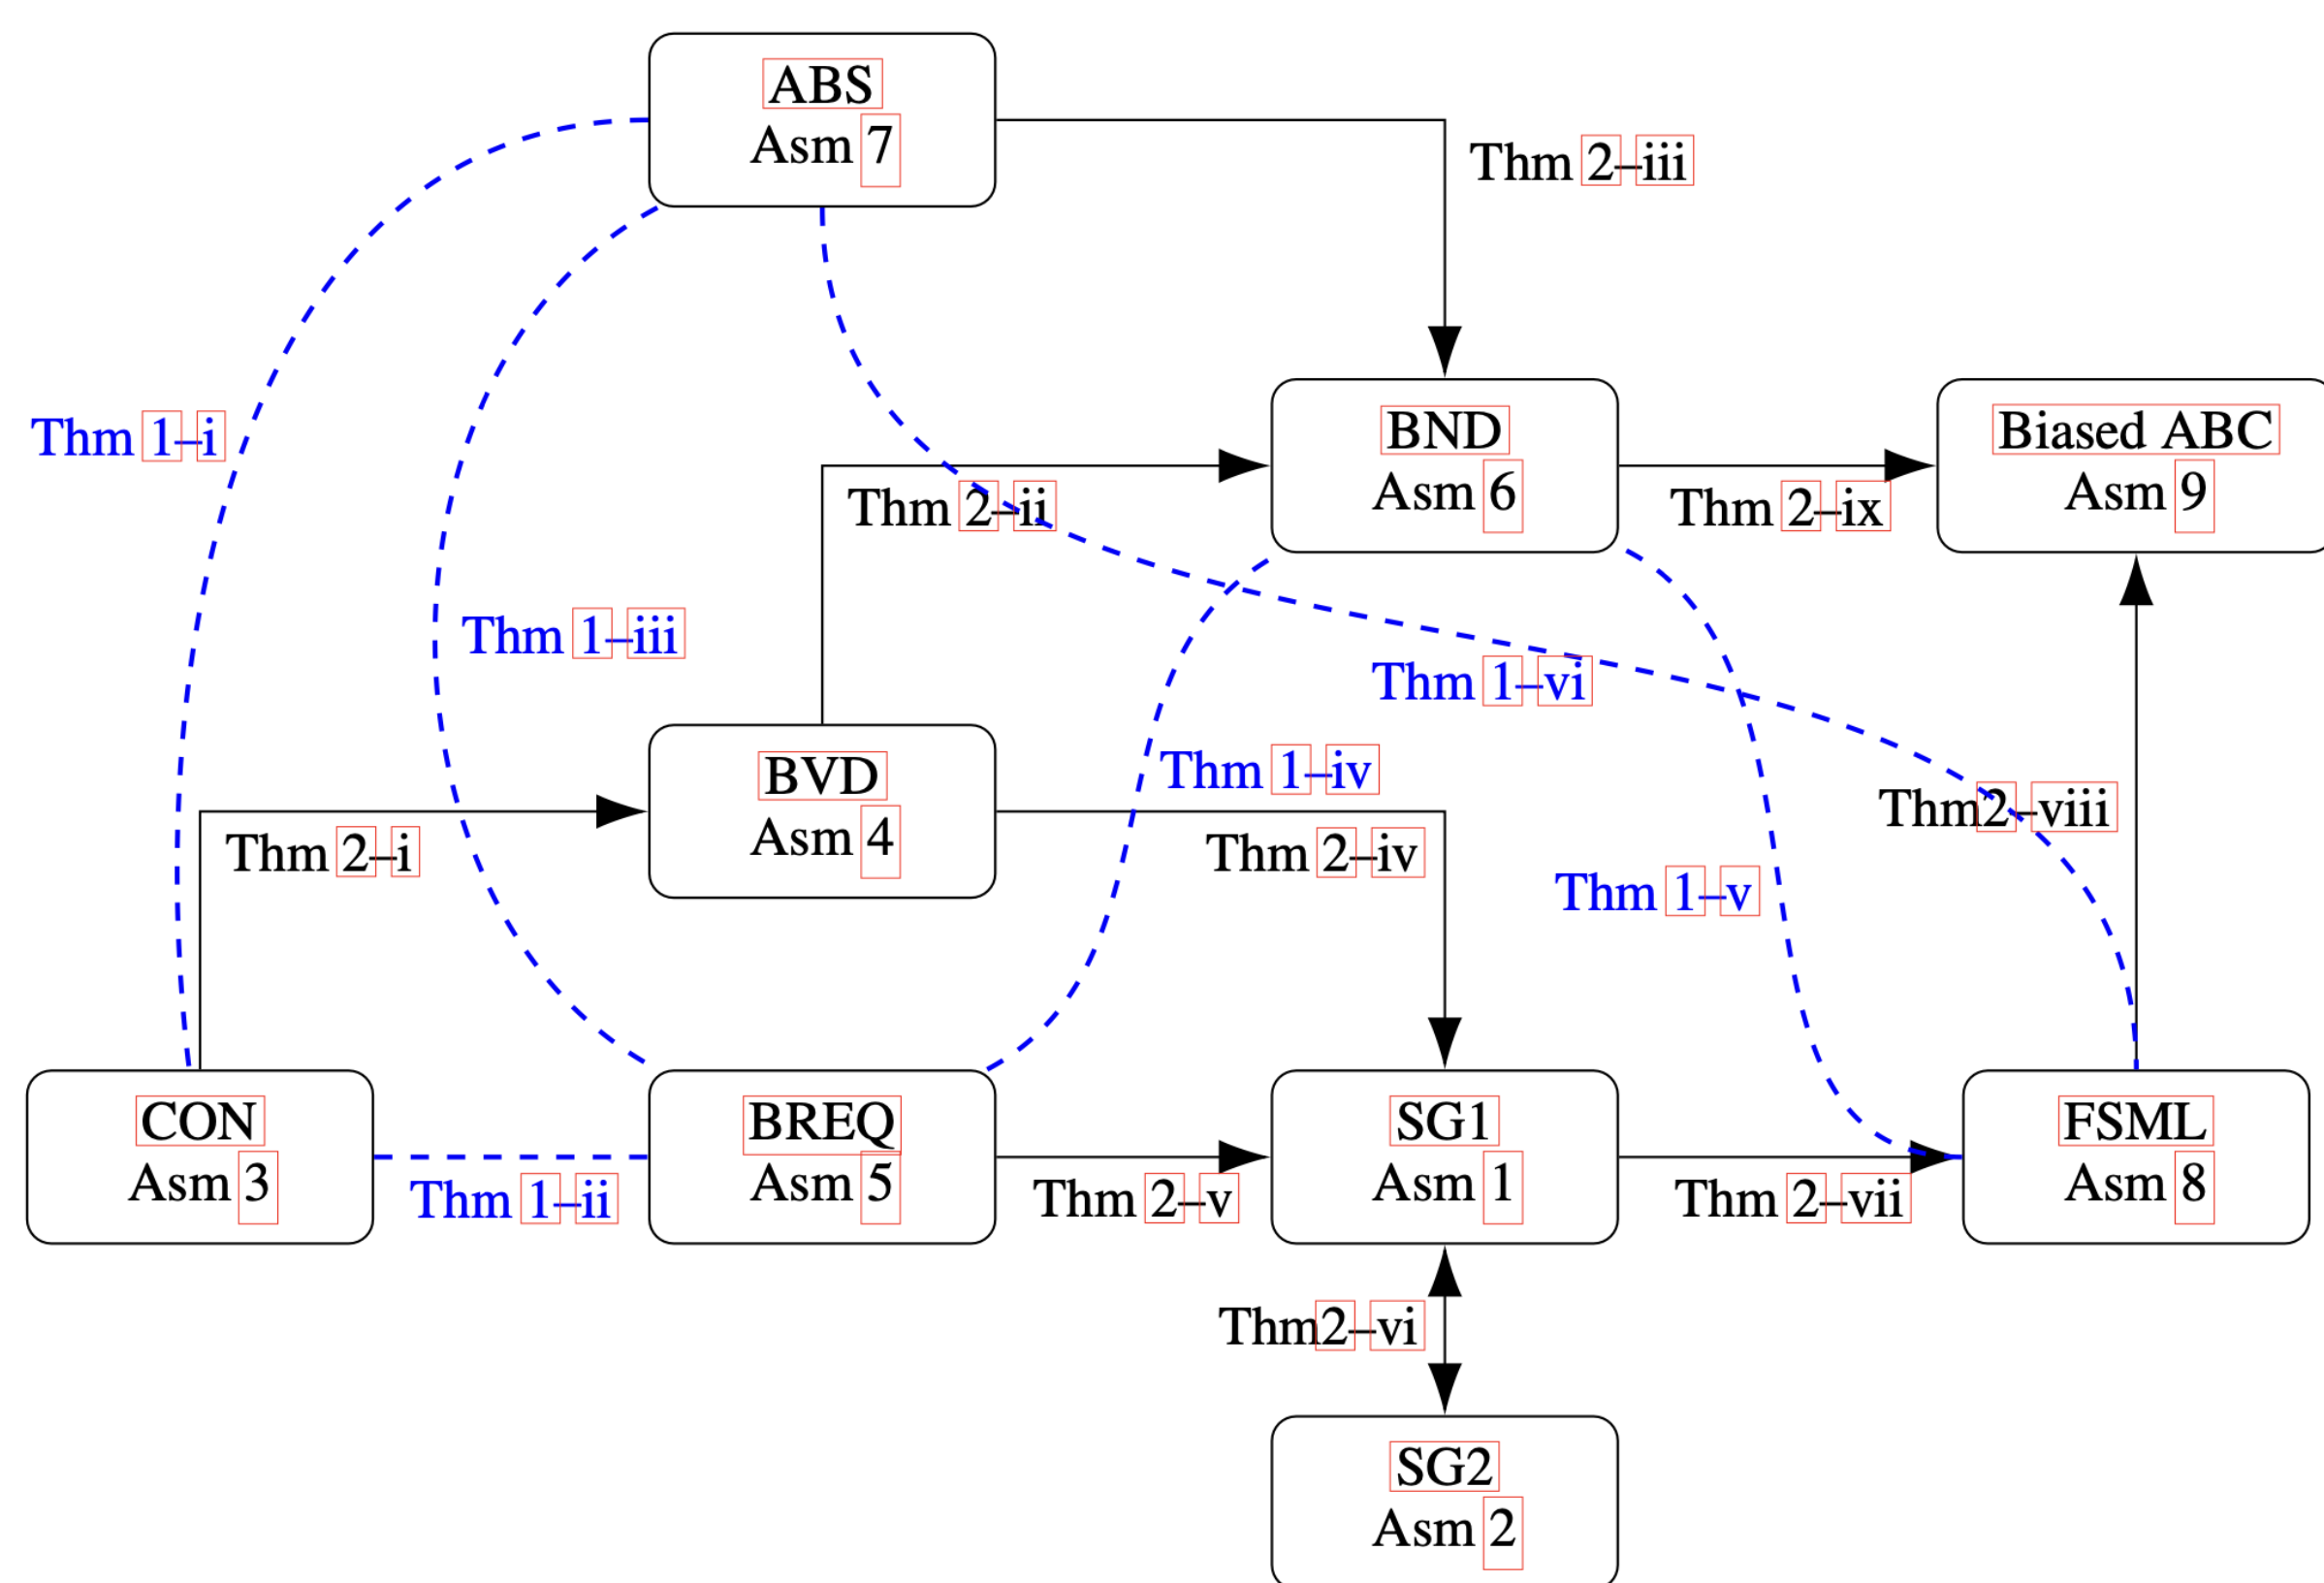 ABS
Asm 7
Thm 2–iii
Thm 1–i
BND
Asm 6
Biased ABC
Asm 9
Thm 2–ii
Thm 2–ix
Thm 1–iii
Thm 1–vi
BVD
Asm 4
Thm 1–iv
Thm2–viii
Thm 2–i
Thm 2–iv
Thm 1–v
CON
Asm 3
BREQ
Asm 5
SG1
Asm 1
FSML
Asm 8
Thm 1–ii
Thm 2–v
Thm 2–vii
Thm2–vi
SG2
Asm 2